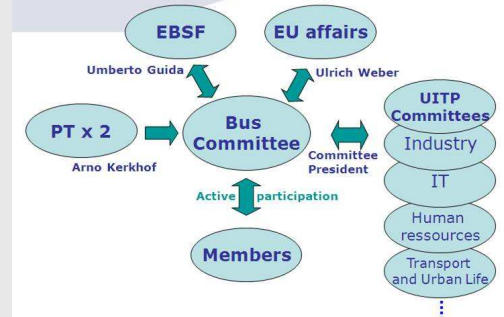 EBSF
EU affairs
Umberto Guida
Ulrich Weber
PT x 2
Arno Kerkhof
Bus
Committee
Committee
President
Active participation
Members
UITP
Committees
Industry
IT
Human
ressources
Transport
and Urban Life